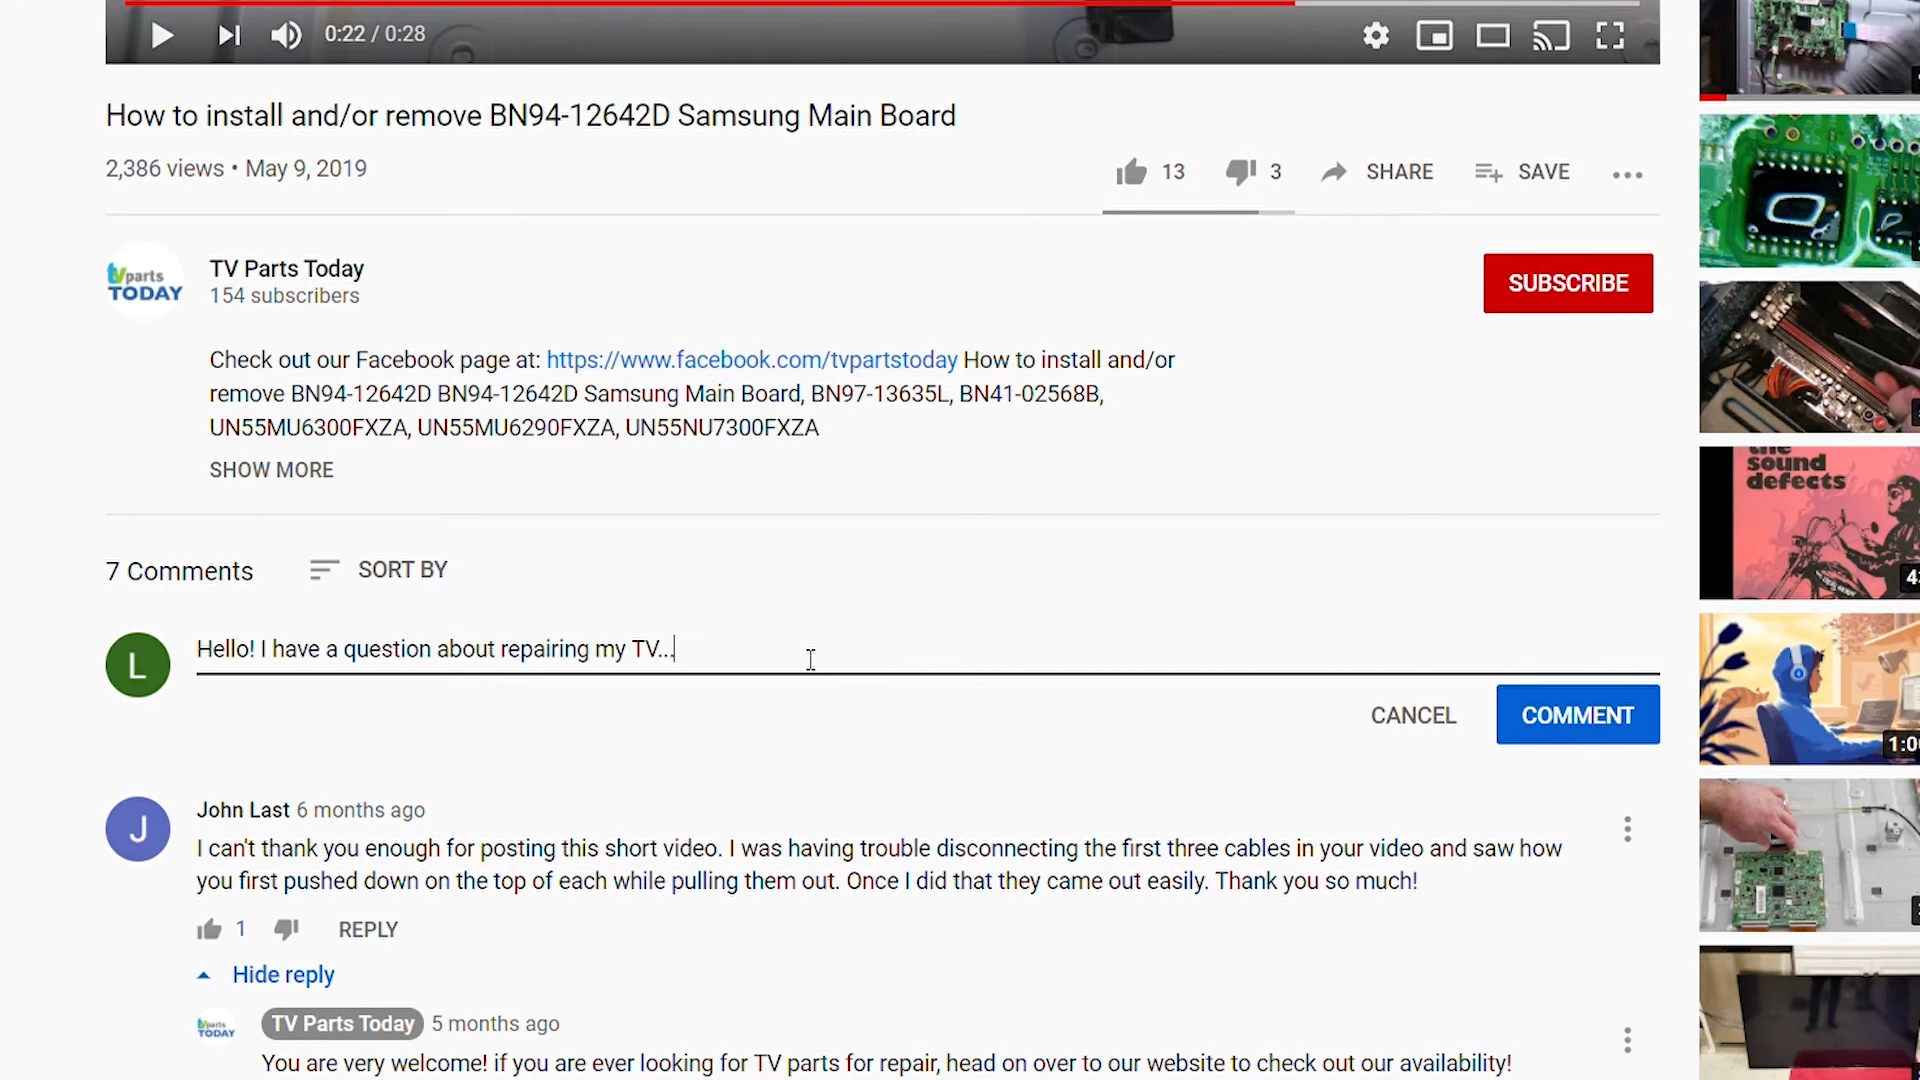 0:22 / 0:28
How to install and/or remove BN94-12642D Samsung Main Board
2,386 views • May 9, 2019
13
3
SHARE
SAVE
tvparts
TODAY
TV Parts Today
154 subscribers
SUBSCRIBE
Check out our Facebook page at: https://www.facebook.com/tvpartstoday How to install and/or
remove BN94-12642D BN94-12642D Samsung Main Board, BN97-13635L, BN41-02568B,
UN55MU6300FXZA, UN55MU6290FXZA, UN55NU7300FXZA
SHOW MORE
the
sound
defects
7 Comments
SORT BY
L
Hello! I have a question about repairing my TV...
CANCEL
COMMENT
J
John Last 6 months ago
I can't thank you enough for posting this short video. I was having trouble disconnecting the first three cables in your video and saw how
you first pushed down on the top of each while pulling them out. Once I did that they came out easily. Thank you so much!
1
REPLY
Hide reply
tvparts
TODAY
TV Parts Today 5 months ago
You are very welcome! if you are ever looking for TV parts for repair, head on over to our website to check out our availability!